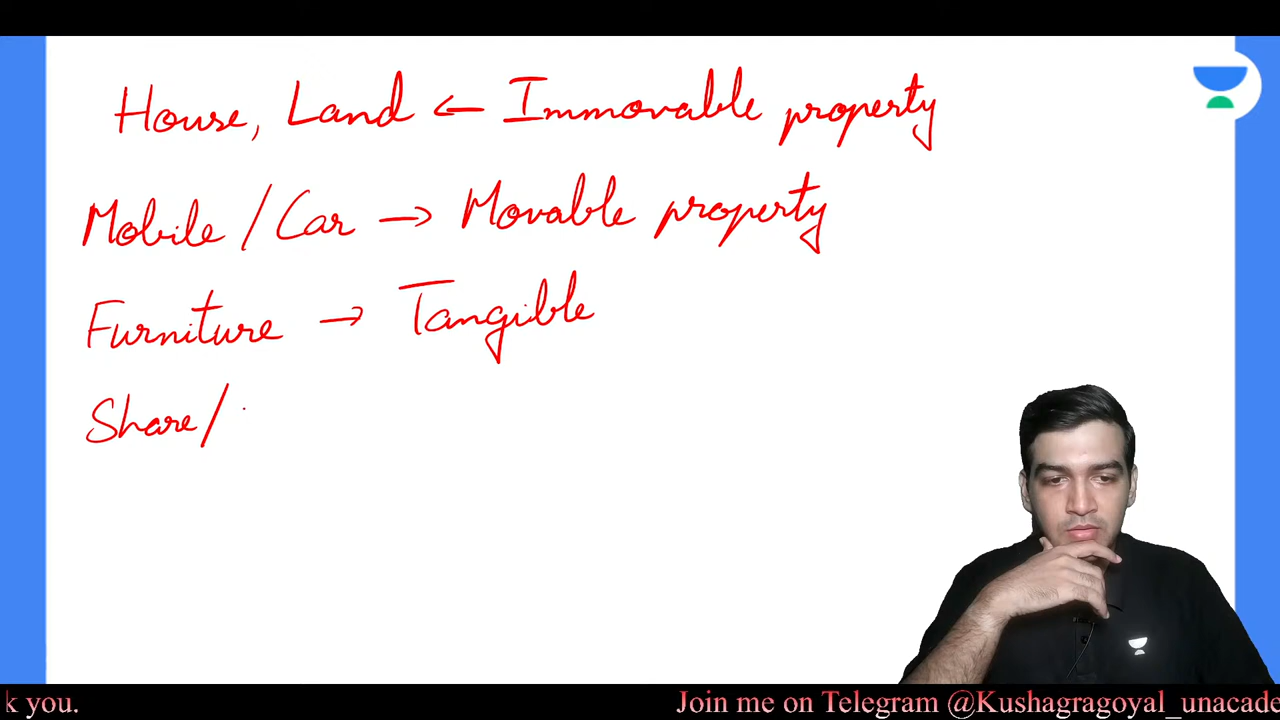 House, Land ← Immovable property
Mobile / Car → Movable property
Furniture → Tangible
Share/
k you.
Join me on Telegram @Kushagragoyal_unacade